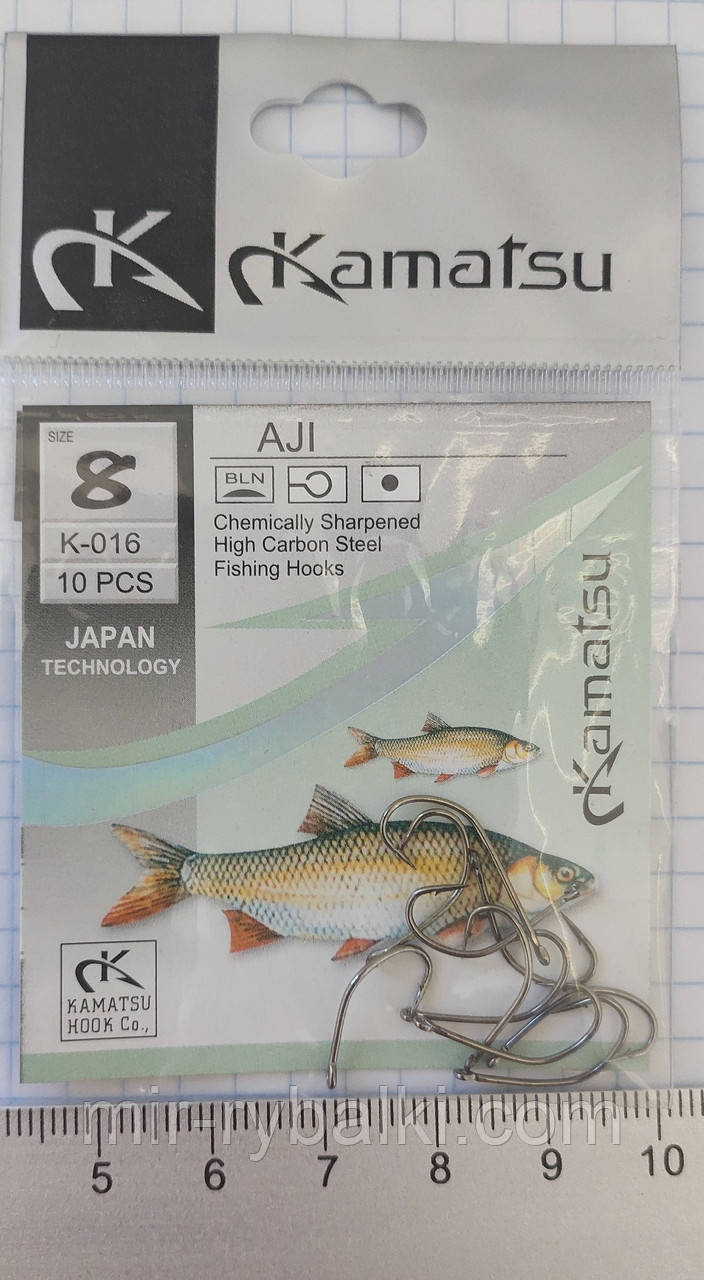 K
Kamatsu
SIZE
8
K-016
10 PCS
JAPAN
TECHNOLOGY
AJI
BLN
Chemically Sharpened
High Carbon Steel
Fishing Hooks
Kamatsu
K
KAMATSU
HOOK Co.,
mir-rybalki.com
5 6 7 8 9 10